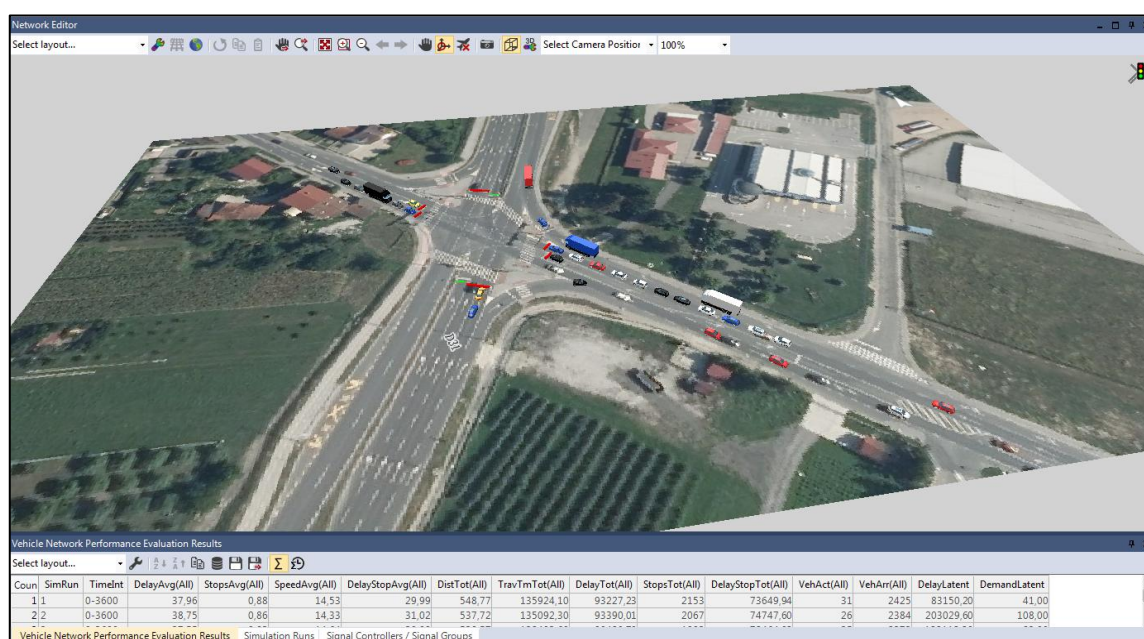 Network Editor
Select layout... Select Camera Position 100%
D31
Vehicle Network Performance Evaluation Results
Select layout...
Coun SimRun TimeInt DelayAvg(All) StopsAvg(All) SpeedAvg(All) DelayStopAvg(All) DistTot(All) TravTmTot(All) DelayTot(All) StopsTot(All) DelayStopTot(All) VehAct(All) VehArr(All) DelayLatent DemandLatent
1 1 0-3600 37,96 0,88 14,53 29,99 548,77 135924,10 93227,23 2153 73649,94 31 2425 83150,20 41,00
2 2 0-3600 38,75 0,86 14,33 31,02 537,72 135092,30 93390,01 2067 74747,60 26 2384 203029,60 108,00
Vehicle Network Performance Evaluation Results Simulation Runs Signal Controllers / Signal Groups